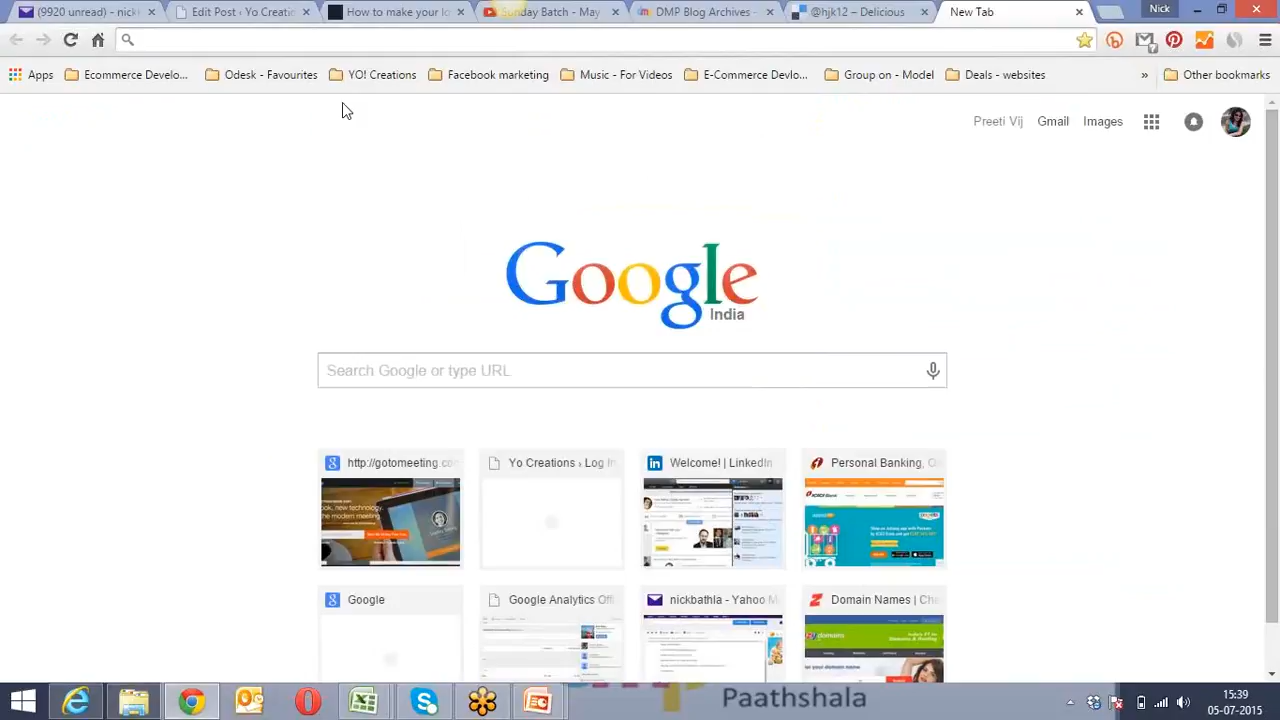 (9920 unread) - nick
Edit Post ‹ Yo Creatio
How to make your lo
Sunday Batch - May
DMP Blog Archives -
@hjk12 – Delicious
New Tab
Nick
Apps
Ecommerce Develo...
Odesk - Favourites
YO! Creations
Facebook marketing
Music - For Videos
E-Commerce Devlo...
Group on - Model
Deals - websites
»
Other bookmarks
Preeti Vij
Gmail
Images
Google
India
Search Google or type URL
http://gotomeeting.co
Yo Creations › Log In
Welcome! | LinkedIn
Personal Banking, O
Google
Google Analytics Offi
nickbathla - Yahoo M
Domain Names | Che
Paathshala
15:39
05-07-2015